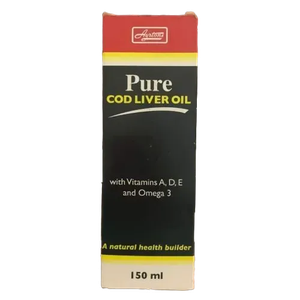 Pure
COD LIVER OIL
with Vitamins A, D, E
and Omega 3
A natural health builder
150 ml